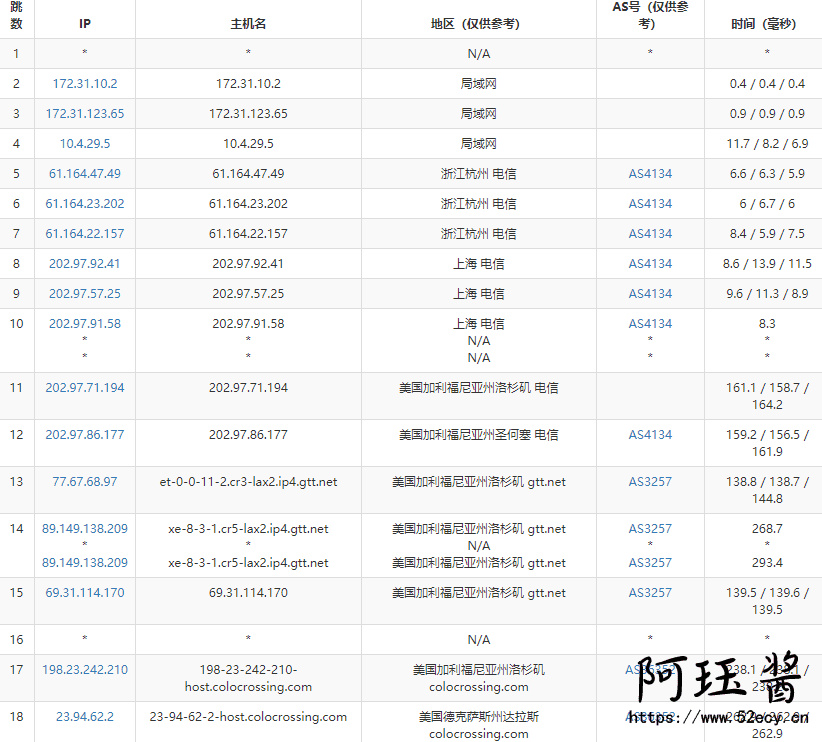 跳数 IP 主机名 地区（仅供参考） AS号（仅供参考） 时间（毫秒）
1 * * N/A * *
2 172.31.10.2 172.31.10.2 局域网 0.4 / 0.4 / 0.4
3 172.31.123.65 172.31.123.65 局域网 0.9 / 0.9 / 0.9
4 10.4.29.5 10.4.29.5 局域网 11.7 / 8.2 / 6.9
5 61.164.47.49 61.164.47.49 浙江杭州 电信 AS4134 6.6 / 6.3 / 5.9
6 61.164.23.202 61.164.23.202 浙江杭州 电信 AS4134 6 / 6.7 / 6
7 61.164.22.157 61.164.22.157 浙江杭州 电信 AS4134 8.4 / 5.9 / 7.5
8 202.97.92.41 202.97.92.41 上海 电信 AS4134 8.6 / 13.9 / 11.5
9 202.97.57.25 202.97.57.25 上海 电信 AS4134 9.6 / 11.3 / 8.9
10 202.97.91.58 202.97.91.58 上海 电信 AS4134 8.3
* * N/A * *
* * N/A * *
11 202.97.71.194 202.97.71.194 美国加利福尼亚州洛杉矶 电信 161.1 / 158.7 /
164.2
12 202.97.86.177 202.97.86.177 美国加利福尼亚州圣何塞 电信 AS4134 159.2 / 156.5 /
161.9
13 77.67.68.97 et-0-0-11-2.cr3-lax2.ip4.gtt.net 美国加利福尼亚州洛杉矶 gtt.net AS3257 138.8 / 138.7 /
144.8
14 89.149.138.209 xe-8-3-1.cr5-lax2.ip4.gtt.net 美国加利福尼亚州洛杉矶 gtt.net AS3257 268.7
* * N/A * *
89.149.138.209 xe-8-3-1.cr5-lax2.ip4.gtt.net 美国加利福尼亚州洛杉矶 gtt.net AS3257 293.4
15 69.31.114.170 69.31.114.170 美国加利福尼亚州洛杉矶 gtt.net AS3257 139.5 / 139.6 /
139.5
16 * * N/A * *
17 198.23.242.210 198-23-242-210- 美国加利福尼亚州洛杉矶
host.colocrossing.com colocrossing.com
18 23.94.62.2 23-94-62-2-host.colocrossing.com 美国德克萨斯州达拉斯
colocrossing.com 262.9
阿珏酱
https://www.52ecy.cn